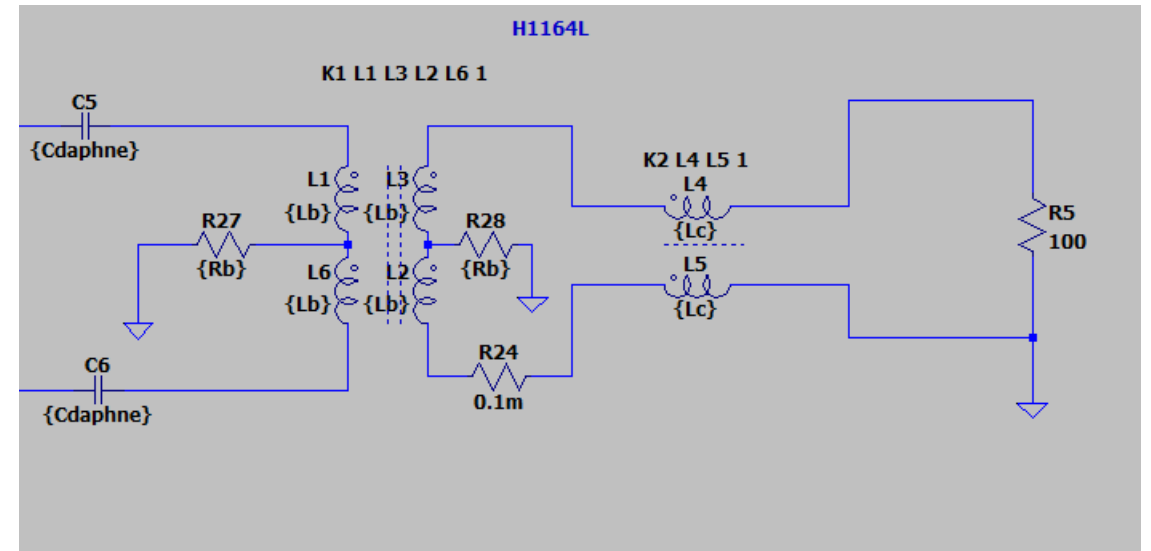 H1164L
K1 L1 L3 L2 L6 1
C5
{Cdaphne}
K2 L4 L5 1
L1
L3
L4
{Lb}
{Lb}
{Lc}
R27
R28
R5
100
{Rb}
{Rb}
L6
L2
L5
{Lb}
{Lb}
{Lc}
C6
{Cdaphne}
R24
0.1m